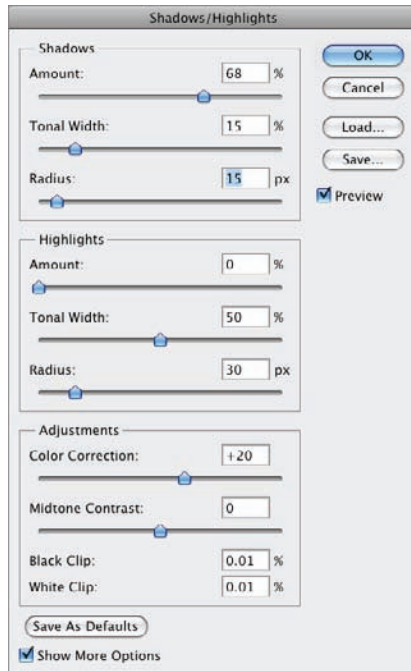 Shadows/Highlights
Shadows
Amount: 68 %
Tonal Width: 15 %
Radius: 15 px
Highlights
Amount: 0 %
Tonal Width: 50 %
Radius: 30 px
Adjustments
Color Correction: +20
Midtone Contrast: 0
Black Clip: 0.01 %
White Clip: 0.01 %
Save As Defaults
Show More Options
OK
Cancel
Load...
Save...
Preview